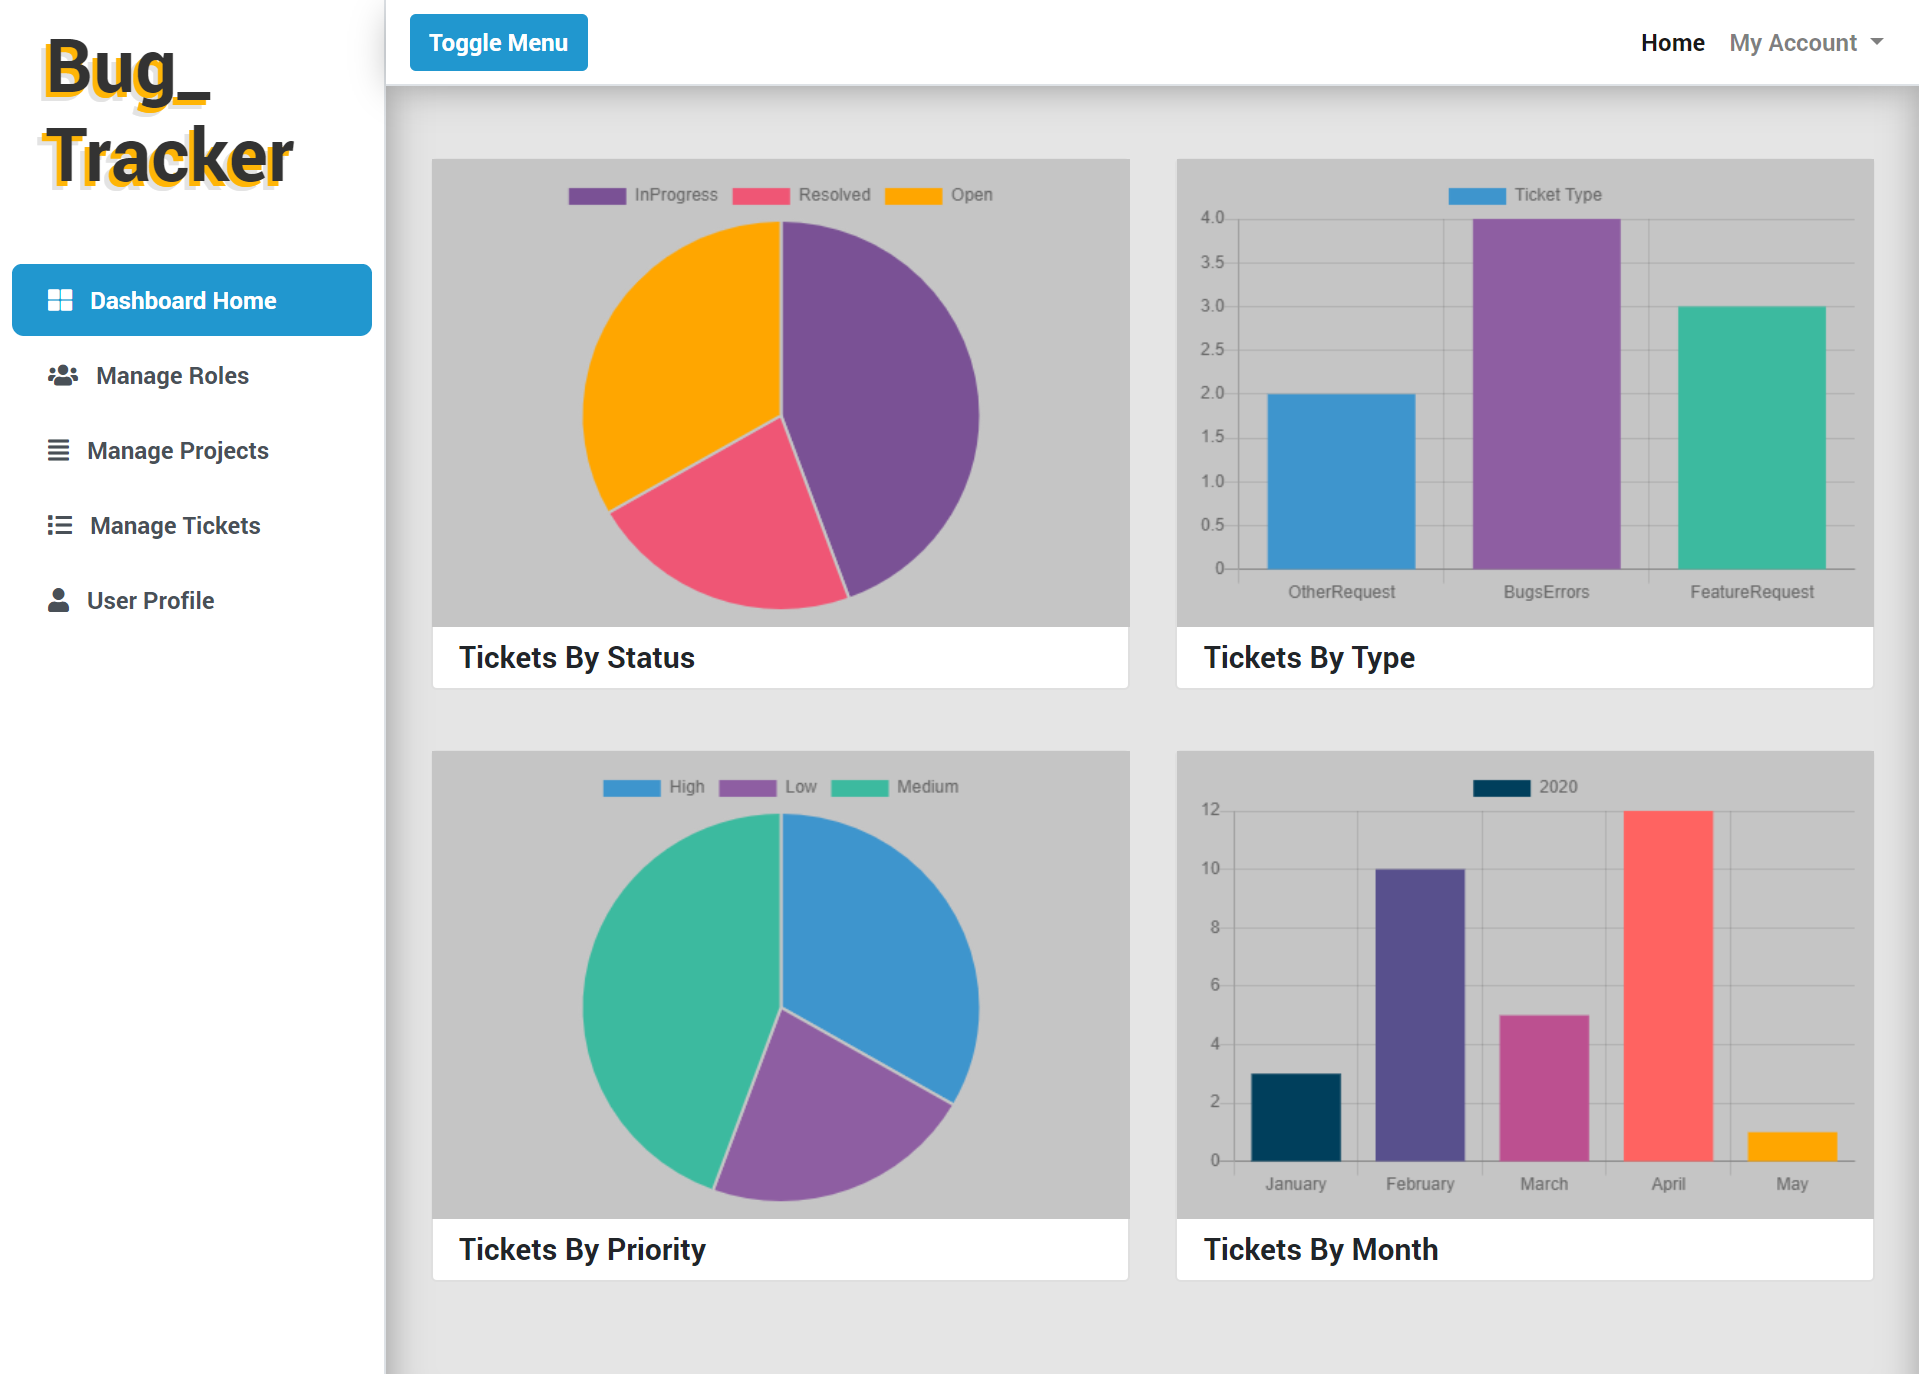 Bug_
Tracker
Toggle Menu
Home
My Account
Dashboard Home
Manage Roles
Manage Projects
Manage Tickets
User Profile
InProgress Resolved Open
Tickets By Status
Ticket Type
4.0
3.5
3.0
2.5
2.0
1.5
1.0
0.5
0
OtherRequest BugsErrors FeatureRequest
Tickets By Type
High Low Medium
Tickets By Priority
2020
12
10
8
6
4
2
0
January February March April May
Tickets By Month